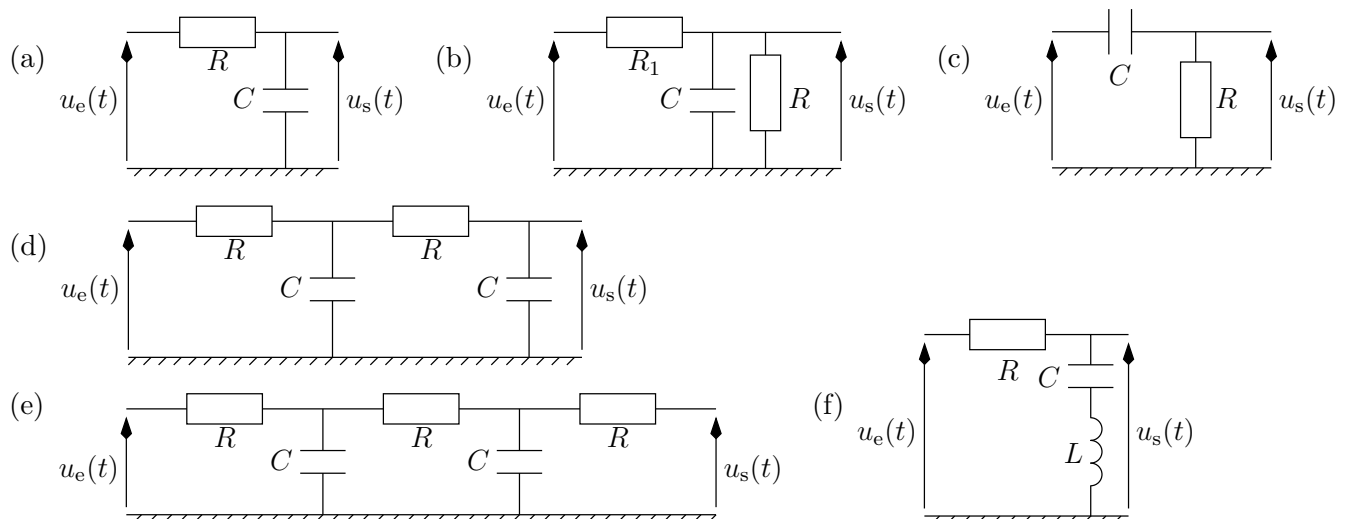 (a)
u_e(t)
R
C
u_s(t)
(b)
u_e(t)
R_1
C
R
u_s(t)
(c)
u_e(t)
C
R
u_s(t)
(d)
u_e(t)
R
C
R
C
u_s(t)
(e)
u_e(t)
R
C
R
C
R
u_s(t)
(f)
u_e(t)
R
C
L
u_s(t)